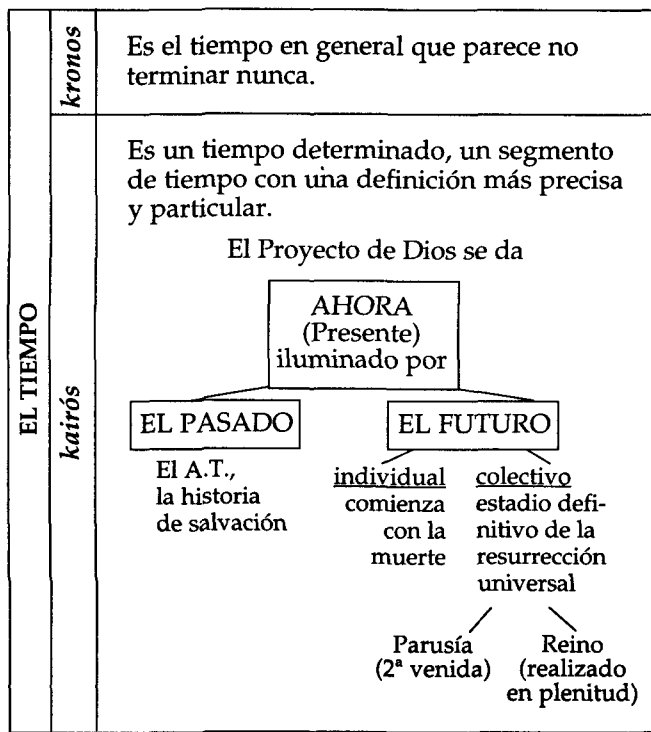 EL TIEMPO
kronos
Es el tiempo en general que parece no
terminar nunca.
kairós
Es un tiempo determinado, un segmento
de tiempo con una definición más precisa
y particular.
El Proyecto de Dios se da
AHORA
(Presente)
iluminado por
EL PASADO
El A.T.,
la historia
de salvación
EL FUTURO
individual
comienza
con la
muerte
colectivo
estadio defi-
nitivo de la
resurrección
universal
Parusía
(2ª venida)
Reino
(realizado
en plenitud)